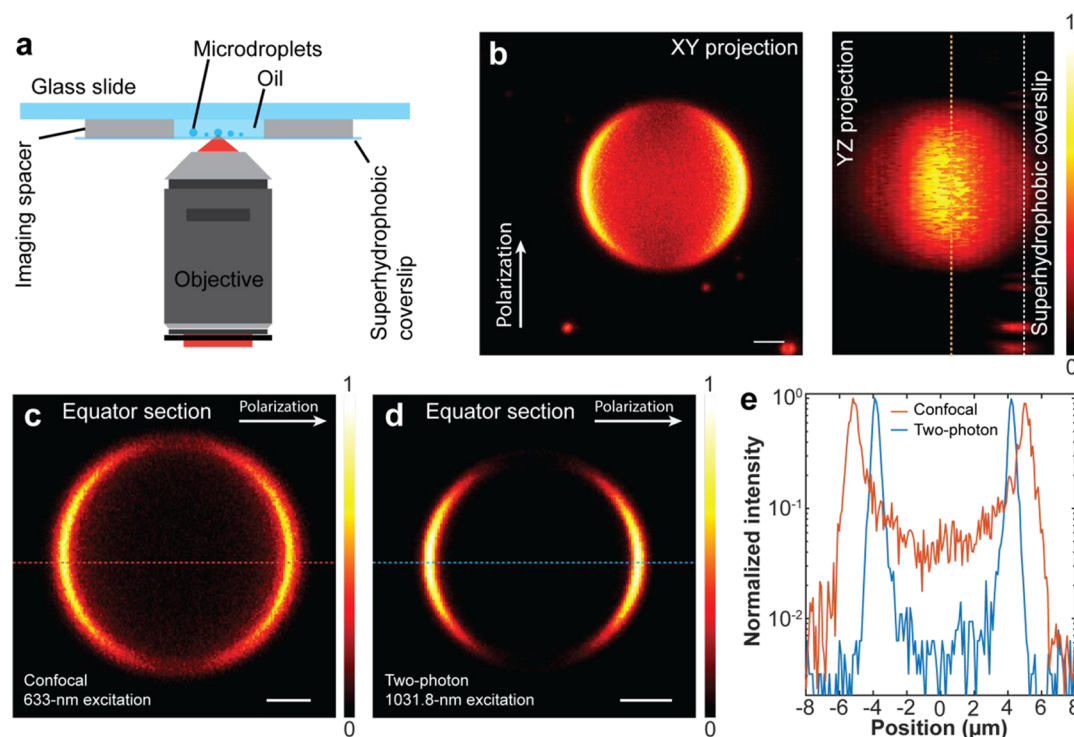 a
Microdroplets
Oil
Glass slide
Imaging spacer
Superhydrophobic
coverslip
Objective
b
XY projection
Polarization
YZ projection
Superhydrophobic coverslip
1
0
c
Equator section
Polarization
Confocal
633-nm excitation
1
0
d
Equator section
Polarization
Two-photon
1031.8-nm excitation
1
0
e
Confocal
Two-photon
Normalized intensity
10⁰
10⁻¹
10⁻²
-8 -6 -4 -2 0 2 4 6 8
Position (μm)